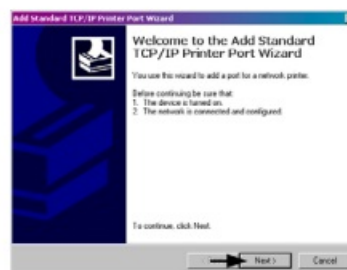 Add Standard TCP/IP Printer Port Wizard
Welcome to the Add Standard
TCP/IP Printer Port Wizard
You use this wizard to add a port for a network printer.
Before continuing be sure that:
1. The device is turned on.
2. The network is connected and configured.
To continue, click Next.
Next >
Cancel